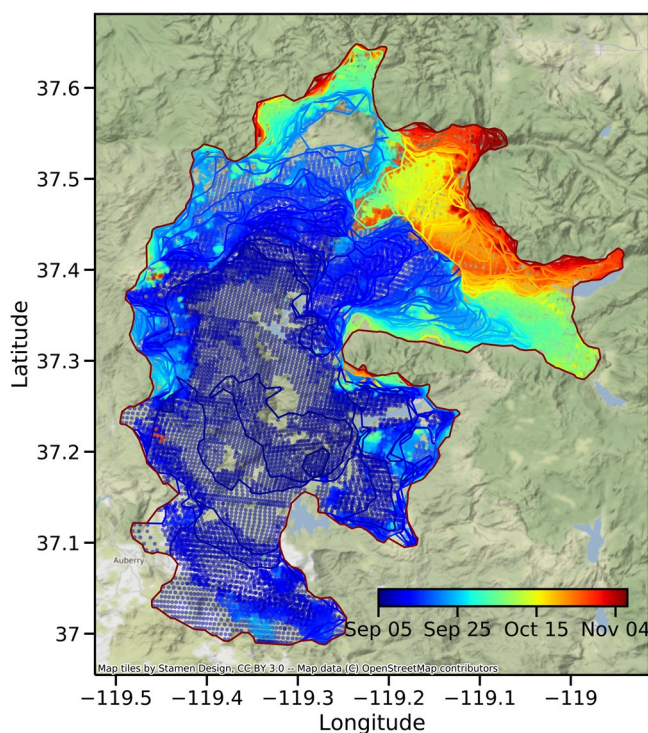 37.6
37.5
37.4
37.3
37.2
37.1
37
Latitude
Auberry
Sep 05 Sep 25 Oct 15 Nov 04
Map tiles by Stamen Design, CC BY 3.0 -- Map data (C) OpenStreetMap contributors
−119.5 −119.4 −119.3 −119.2 −119.1 −119
Longitude